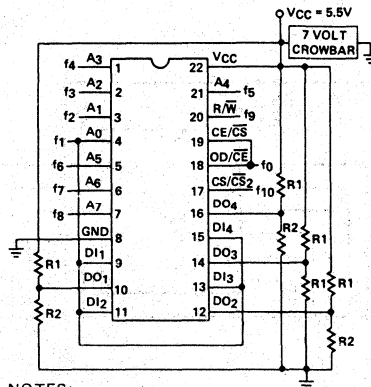 VCC = 5.5V
7 VOLT
CROWBAR
f4 A3 1 22 VCC
f3 A2 2 21 A4 f5
f2 A1 3 20 R/W̅ f9
f1 A0 4 19 CE/C̅S̅
f6 A5 5 18 OD/C̅E̅ f0
f7 A6 6 17 CS/C̅S̅2 f10
f8 A7 7 16 DO4
GND 8 15 DI4
DI1 9 14 DO3
DO1 10 13 DI3
DI2 11 12 DO2
R1
R2
R1
R2
R1
R1
R1
R2
NOTES: